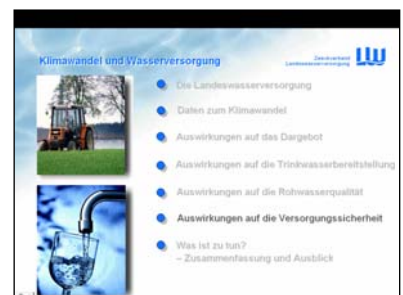 Klimawandel und Wasserversorgung
Zweckverband
Landeswasserversorgung
LW
Die Landeswasserversorgung
Daten zum Klimawandel
Auswirkungen auf das Dargebot
Auswirkungen auf die Trinkwasserbereitstellung
Auswirkungen auf die Rohwasserqualität
Auswirkungen auf die Versorgungssicherheit
Was ist zu tun?
– Zusammenfassung und Ausblick